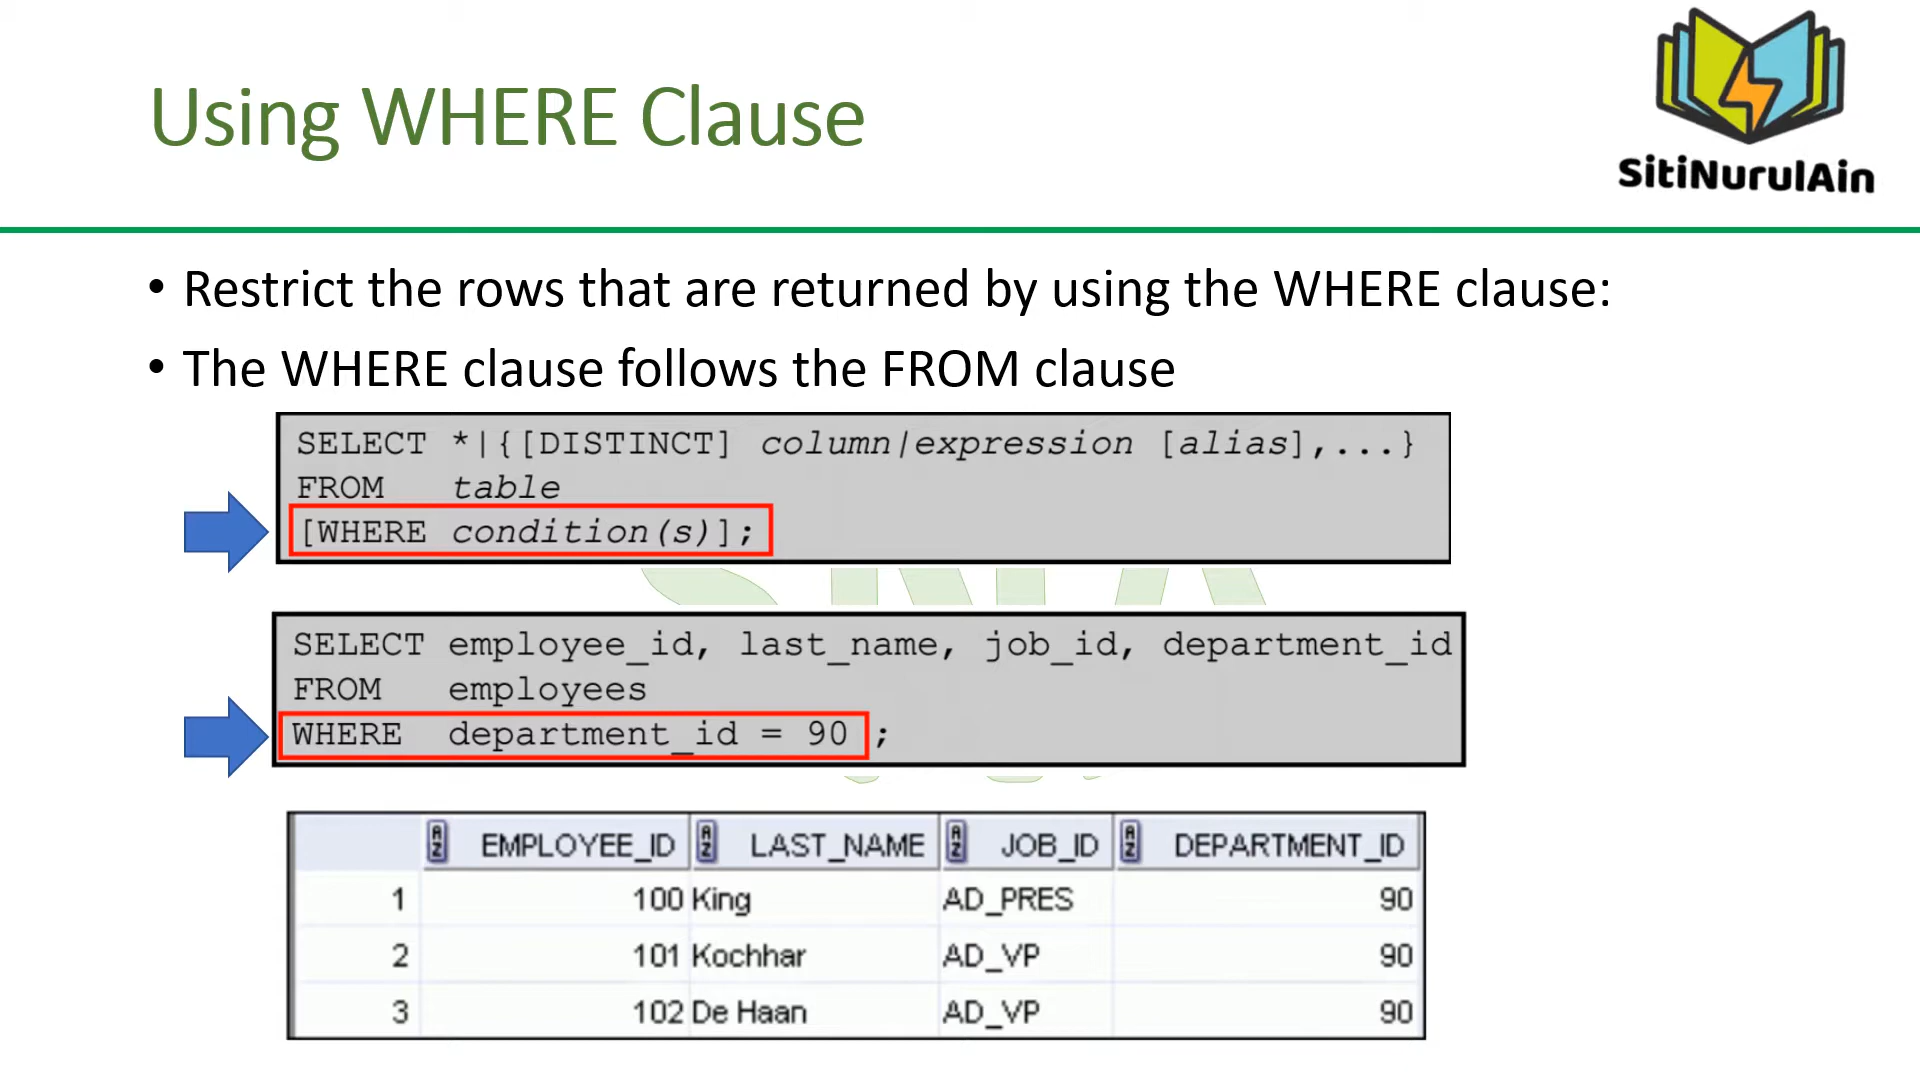 Using WHERE Clause
SitiNurulAin
• Restrict the rows that are returned by using the WHERE clause:
• The WHERE clause follows the FROM clause
SELECT *|{[DISTINCT] column|expression [alias],...}
FROM table
[WHERE condition(s)];
SELECT employee_id, last_name, job_id, department_id
FROM employees
WHERE department_id = 90 ;
EMPLOYEE_ID LAST_NAME JOB_ID DEPARTMENT_ID
1 100 King AD_PRES 90
2 101 Kochhar AD_VP 90
3 102 De Haan AD_VP 90